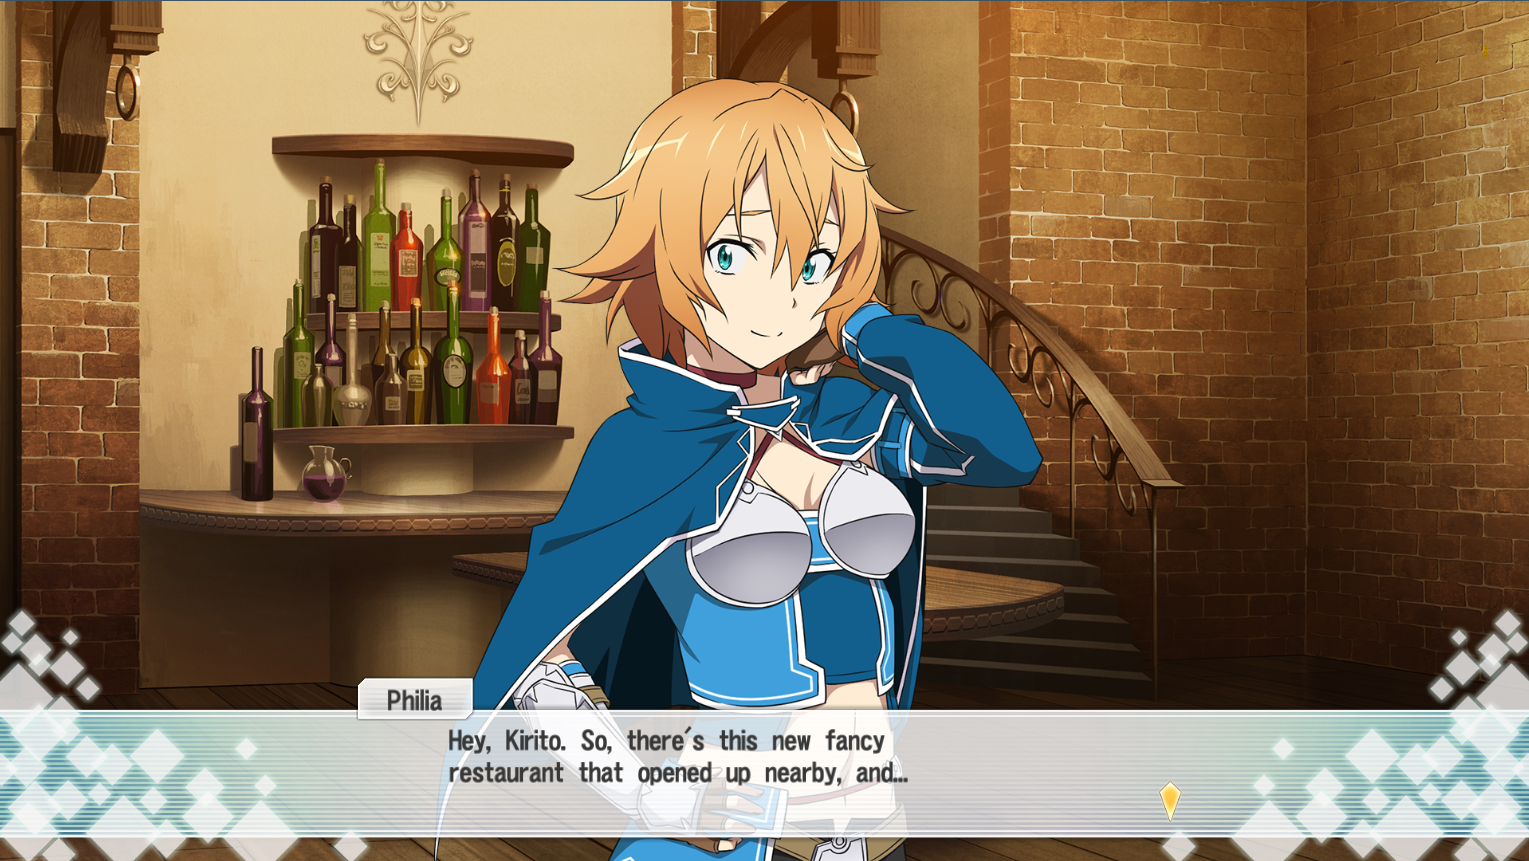 Philia
Hey, Kirito. So, there's this new fancy
restaurant that opened up nearby, and...